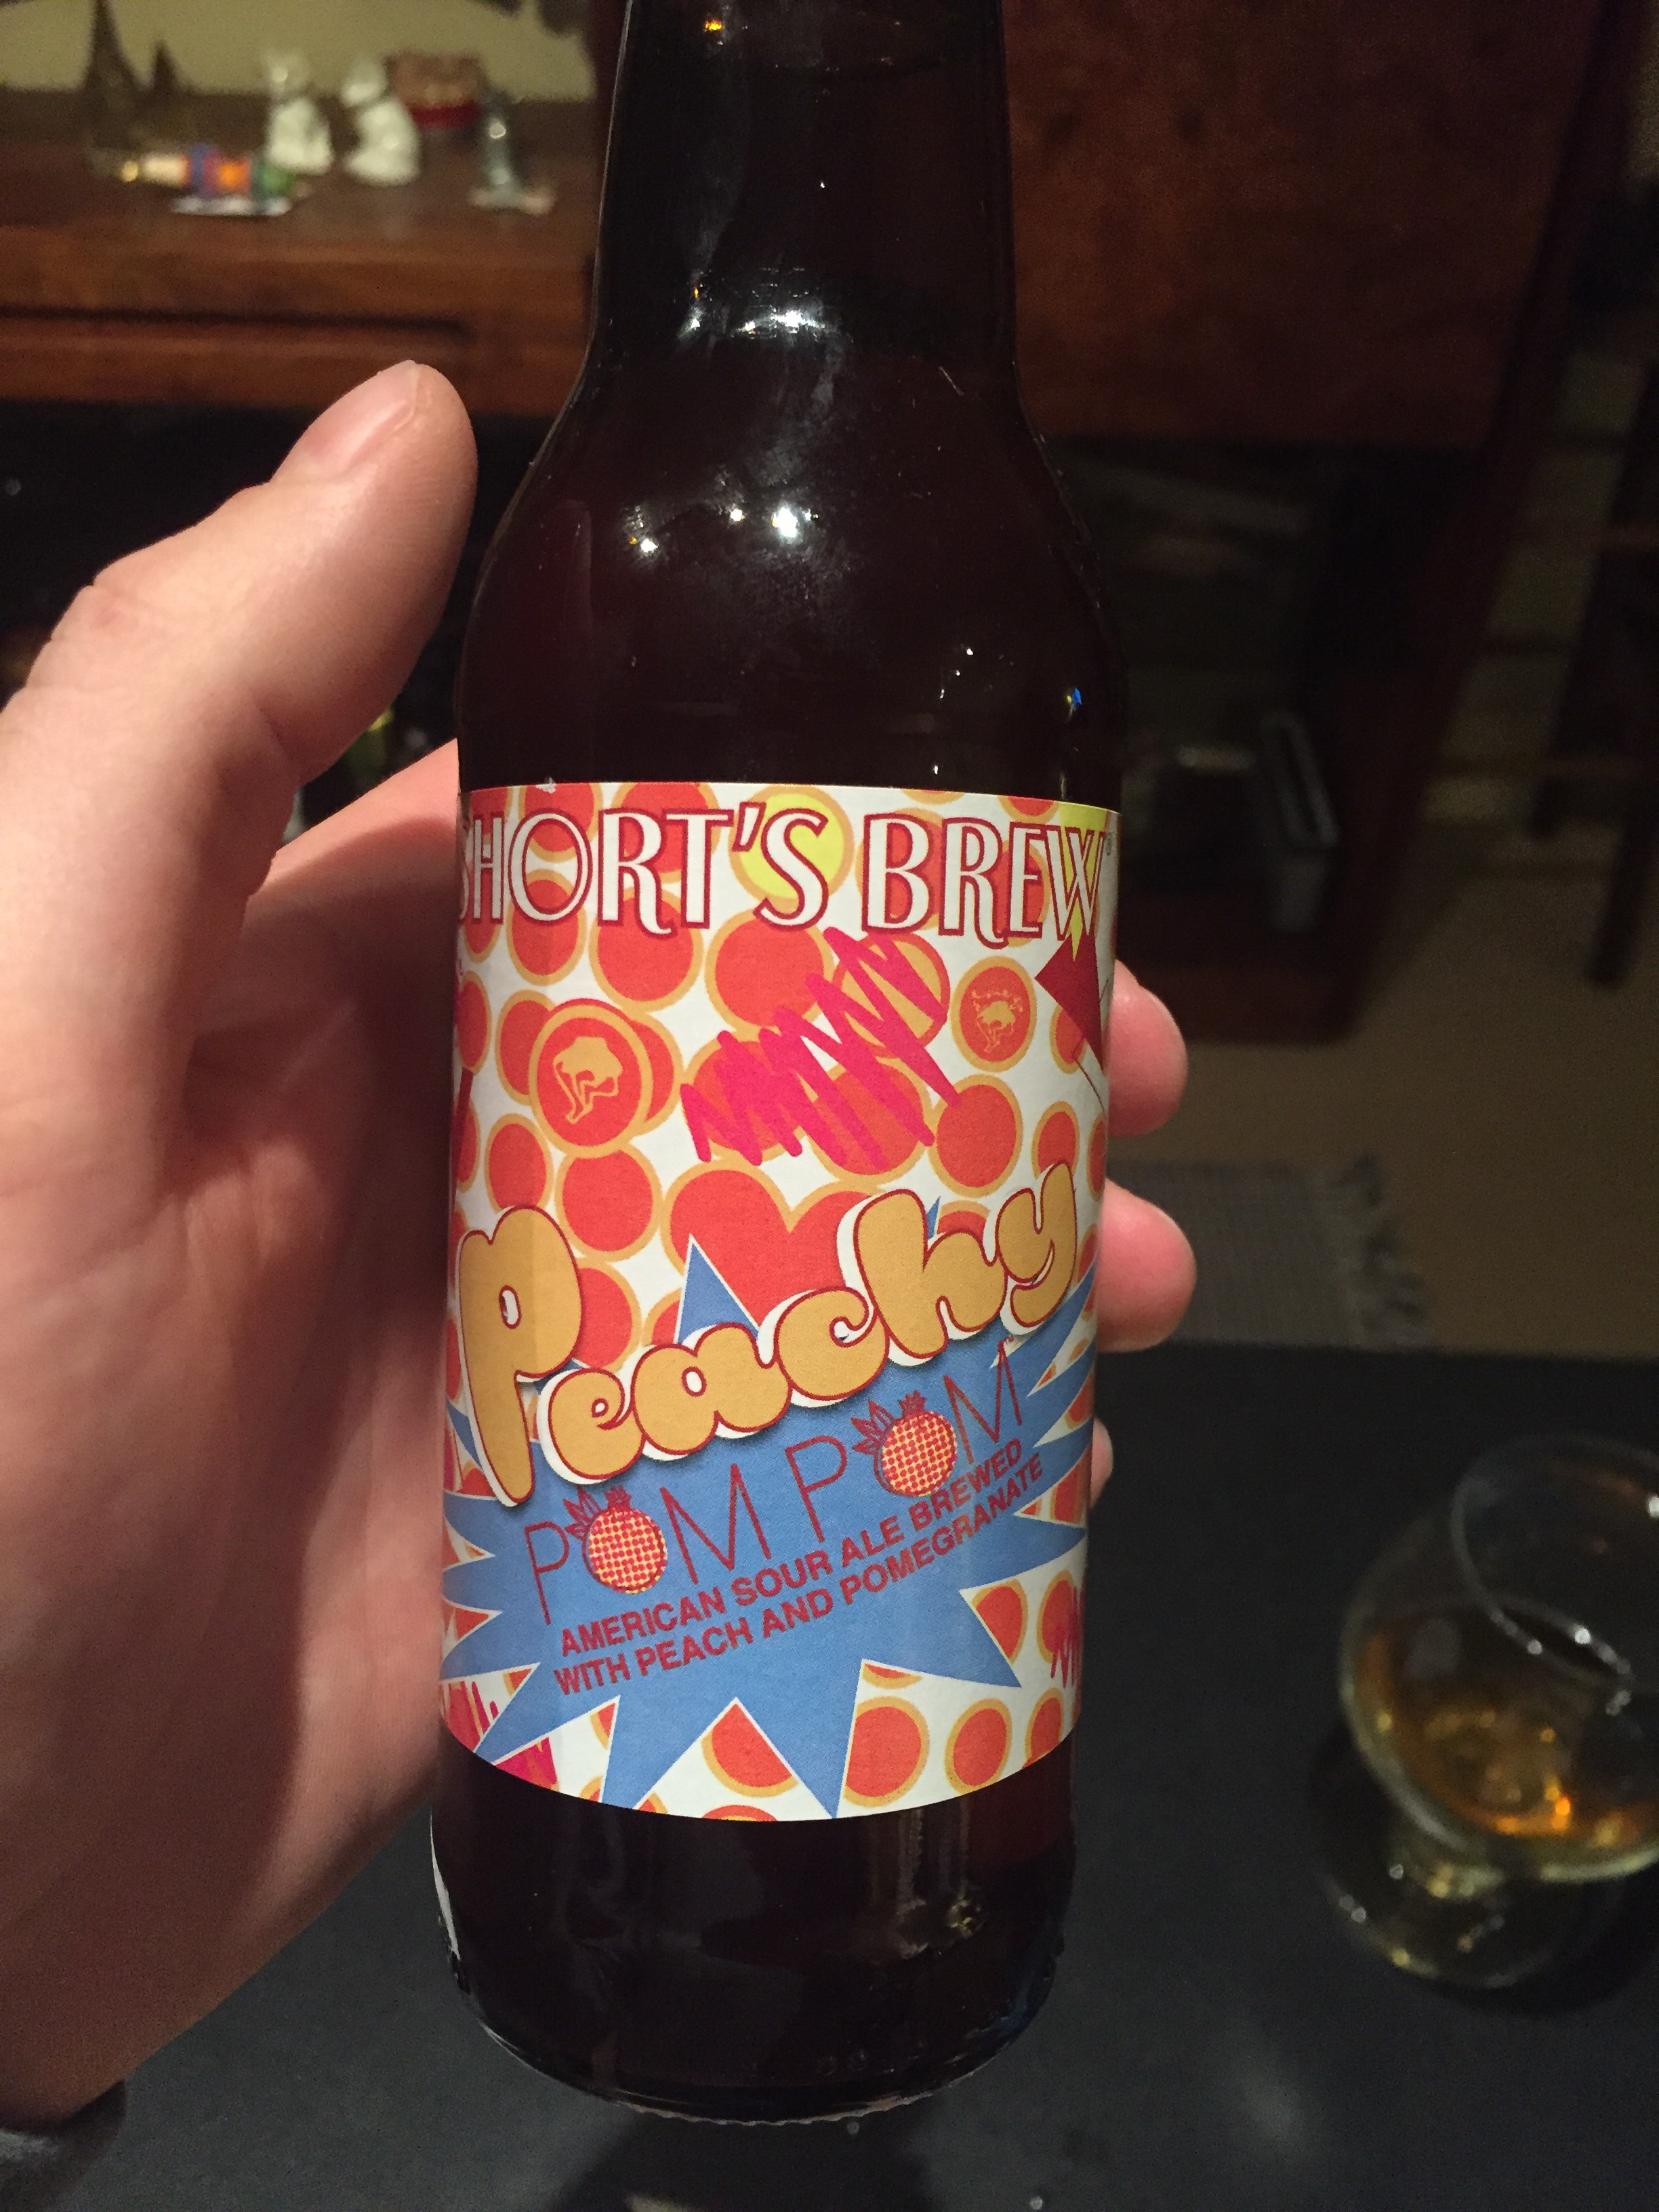 SHORT'S BREW
Peachy
POM POM
AMERICAN SOUR ALE BREWED
WITH PEACH AND POMEGRANATE